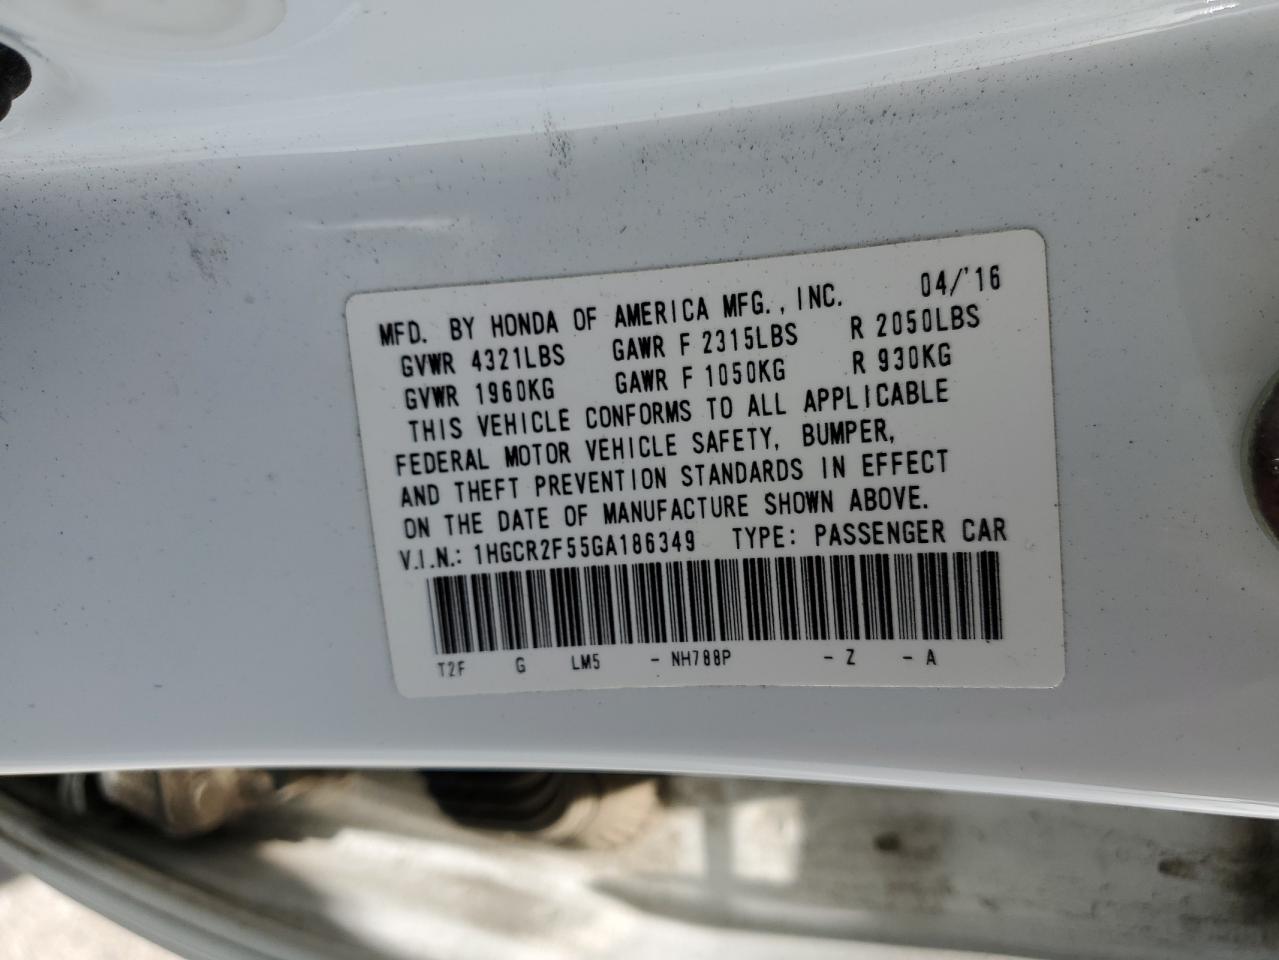 MFD. BY HONDA OF AMERICA MFG., INC. 04/'16
GVWR 4321LBS GAWR F 2315LBS R 2050LBS
GVWR 1960KG GAWR F 1050KG R 930KG
THIS VEHICLE CONFORMS TO ALL APPLICABLE
FEDERAL MOTOR VEHICLE SAFETY, BUMPER,
AND THEFT PREVENTION STANDARDS IN EFFECT
ON THE DATE OF MANUFACTURE SHOWN ABOVE.
V.I.N.: 1HGCR2F55GA186349 TYPE: PASSENGER CAR
T2F G LM5 - NH788P - Z - A